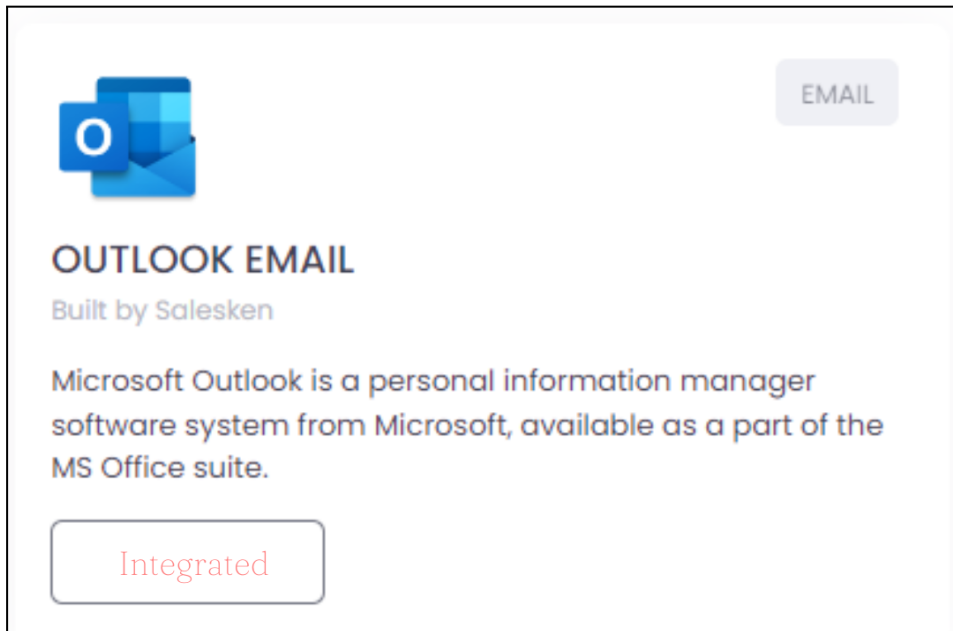 O
EMAIL
OUTLOOK EMAIL
Built by Salesken
Microsoft Outlook is a personal information manager
software system from Microsoft, available as a part of the
MS Office suite.
Integrated